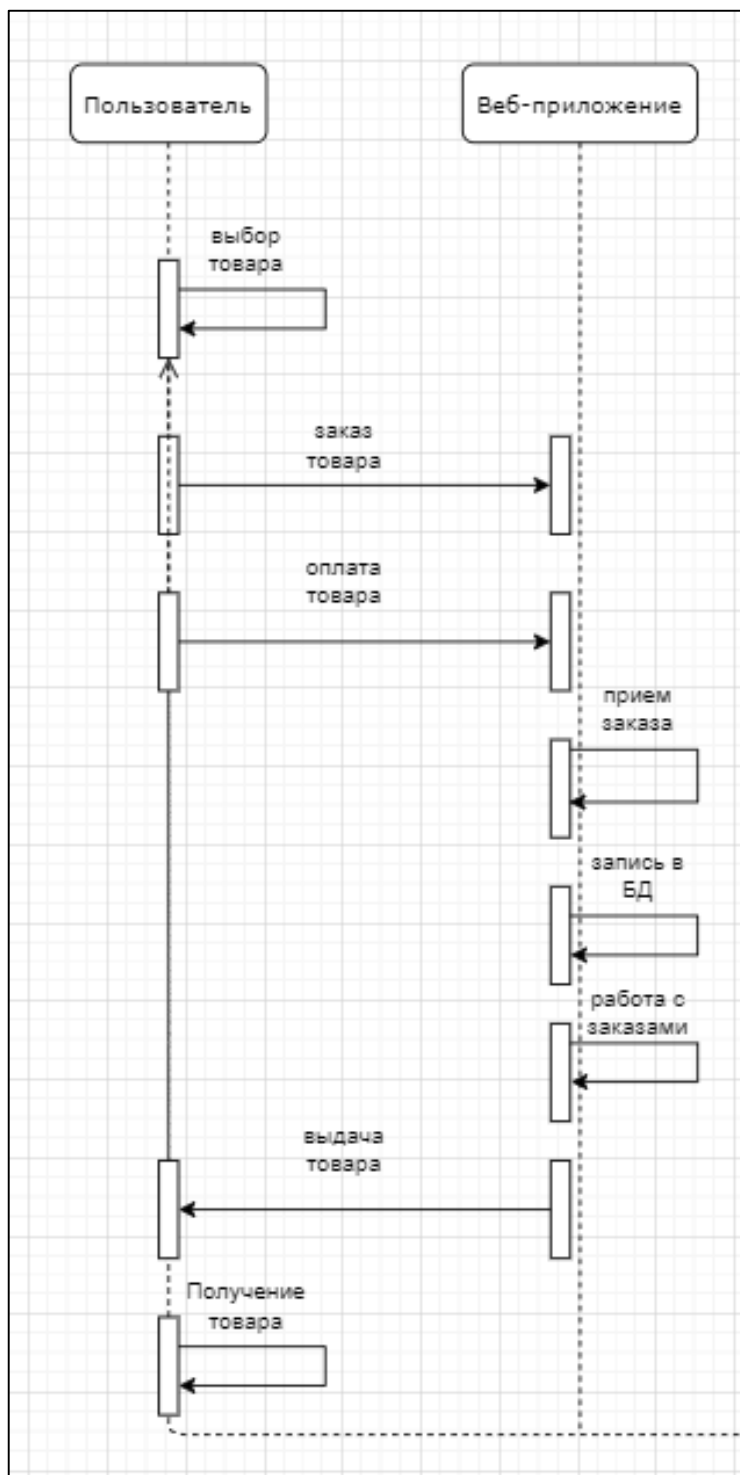 Пользователь
Веб-приложение
выбор
товара
заказ
товара
оплата
товара
прием
заказа
запись в
БД
работа с
заказами
выдача
товара
Получение
товара